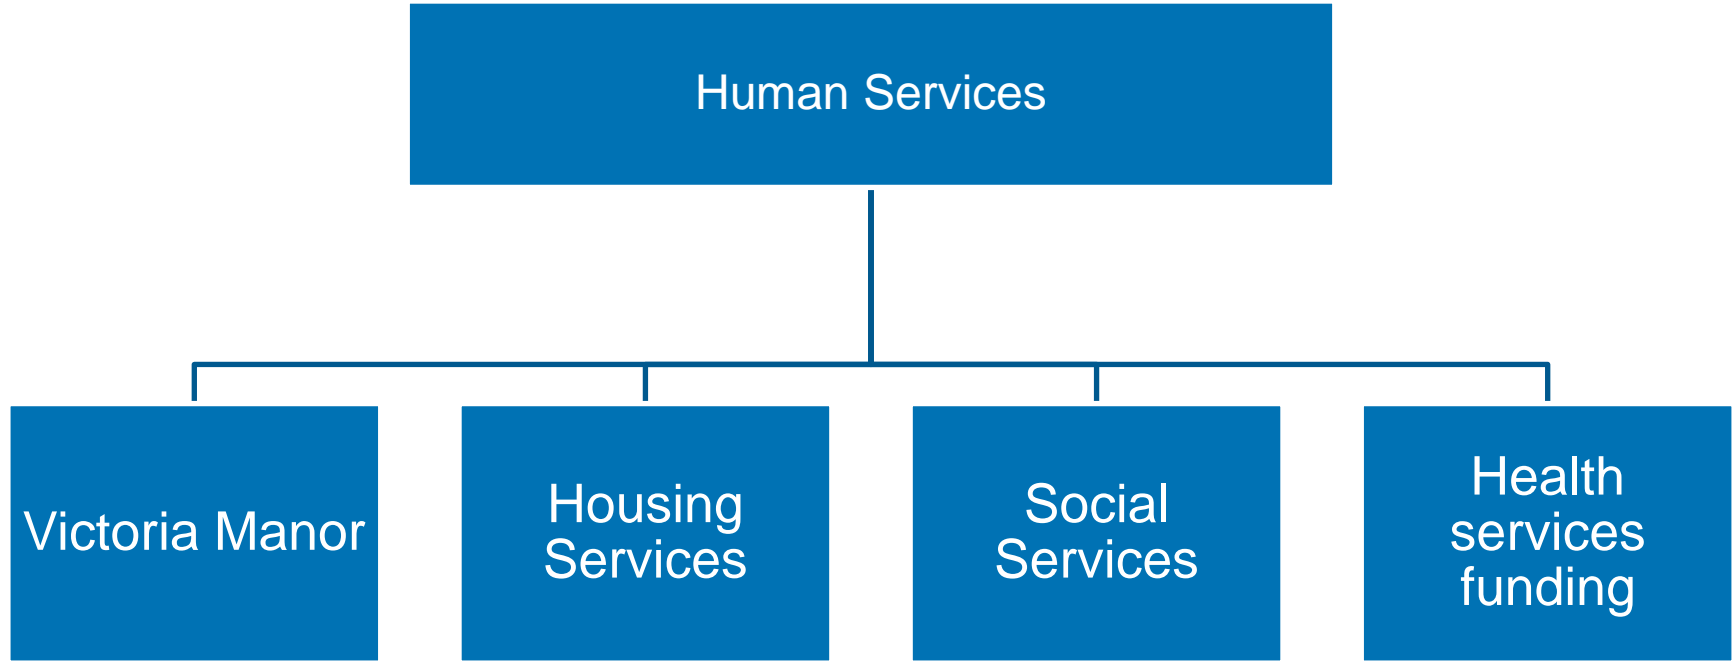 Human Services
Victoria Manor
Housing
Services
Social
Services
Health
services
funding